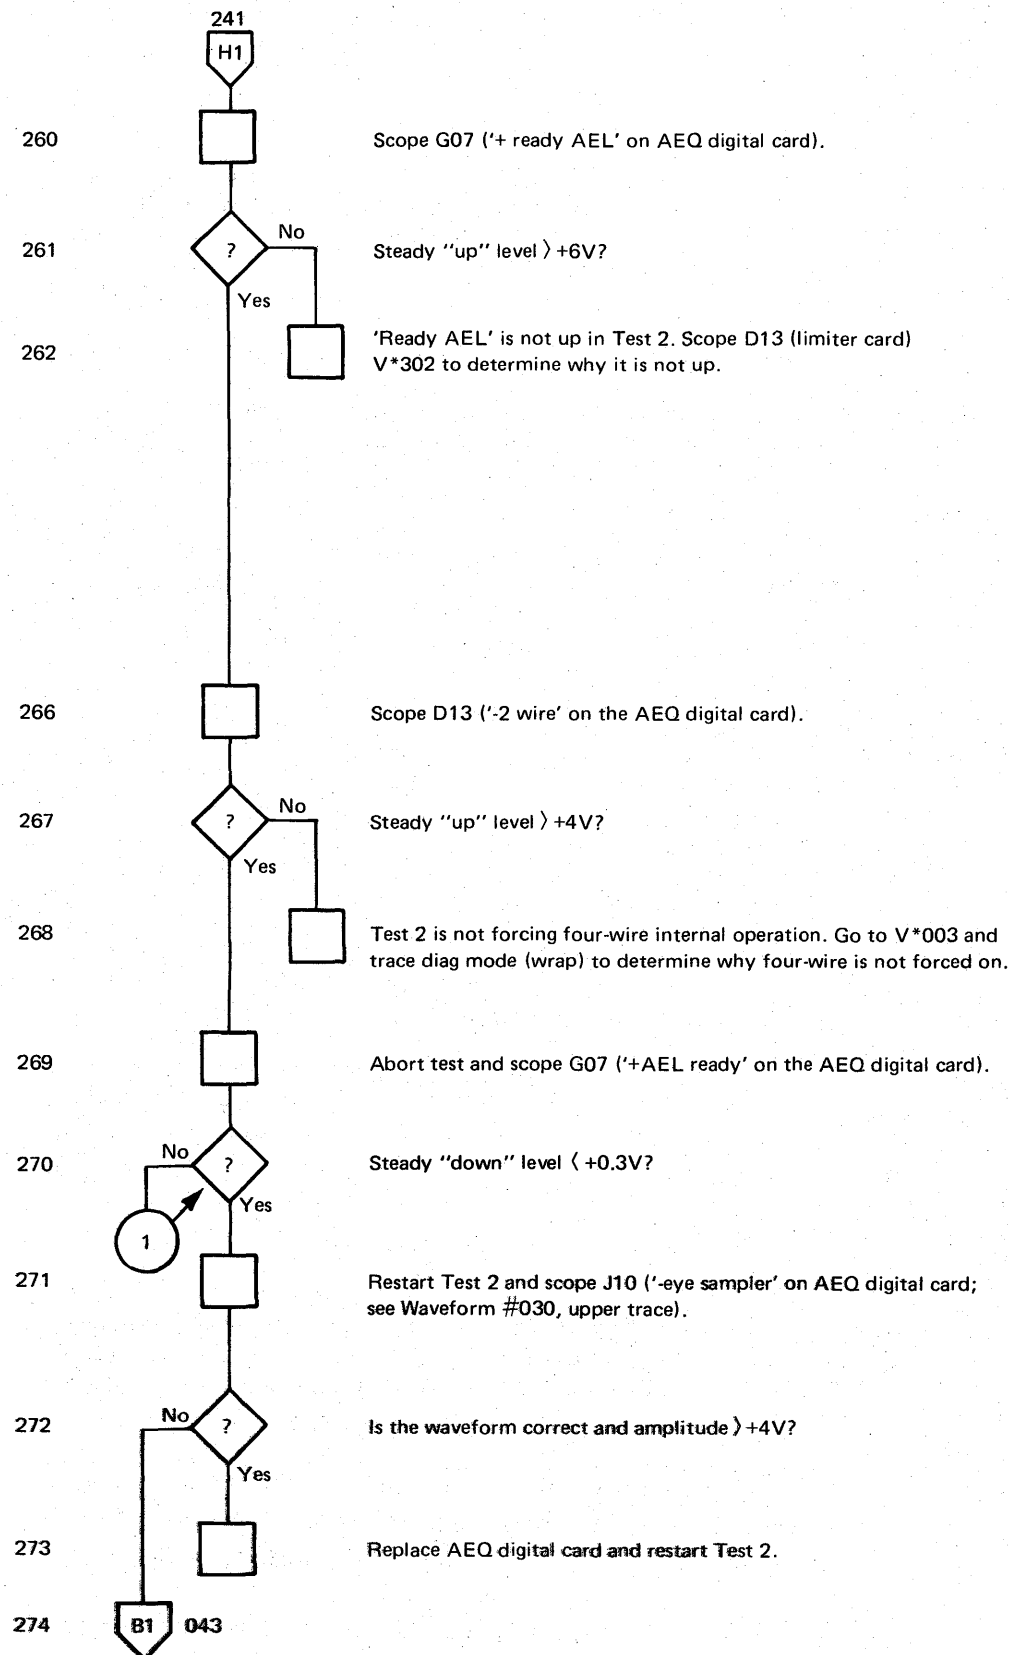 241
H1
260 Scope G07 ('+ ready AEL' on AEQ digital card).
261 ? No Steady "up" level ⟩ +6V?
Yes
262 'Ready AEL' is not up in Test 2. Scope D13 (limiter card)
V*302 to determine why it is not up.
266 Scope D13 ('-2 wire' on the AEQ digital card).
267 ? No Steady "up" level ⟩ +4V?
Yes
268 Test 2 is not forcing four-wire internal operation. Go to V*003 and
trace diag mode (wrap) to determine why four-wire is not forced on.
269 Abort test and scope G07 ('+AEL ready' on the AEQ digital card).
270 No ? Steady "down" level ⟨ +0.3V?
Yes
1
271 Restart Test 2 and scope J10 ('-eye sampler' on AEQ digital card;
see Waveform #030, upper trace).
272 No ? Is the waveform correct and amplitude ⟩ +4V?
Yes
273 Replace AEQ digital card and restart Test 2.
274 B1 043